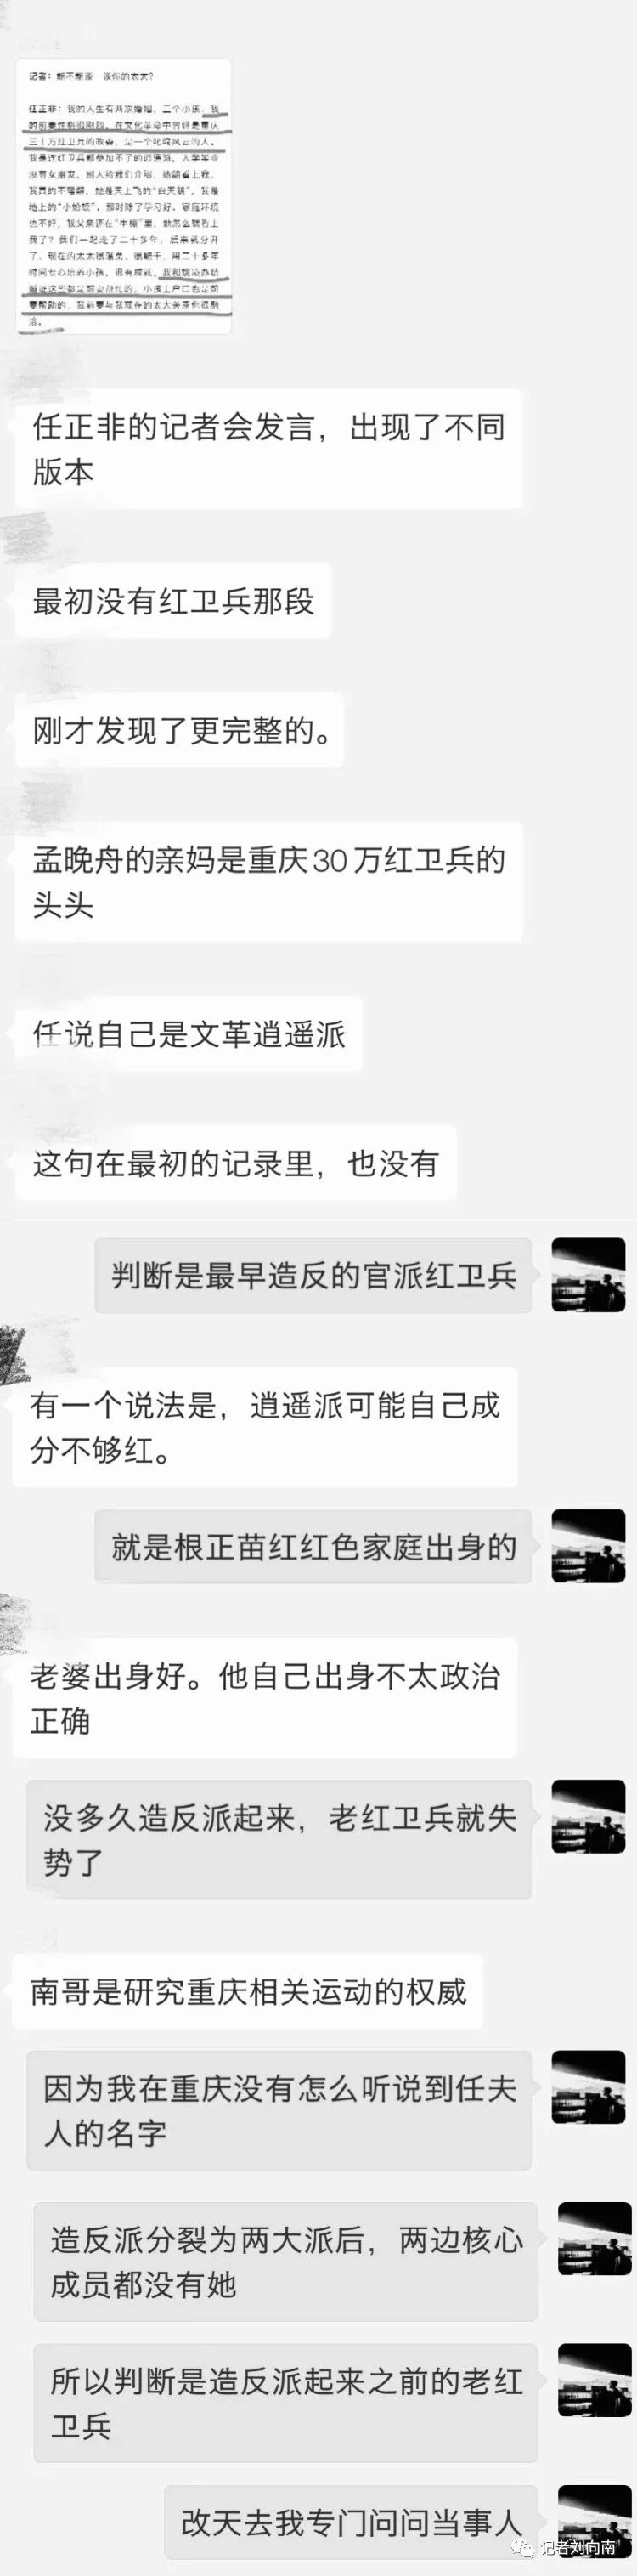 记者：能不能谈一谈你的太太？
任正非：我的人生有两次婚姻，三个小孩。我
的前妻性格很刚烈，在文化革命中曾经是重庆
三十万红卫兵的政委，是一个叱咤风云的人。
我是连红卫兵都参加不了的逍遥派，大学毕业
没有女朋友，别人给我们介绍，她能看上我，
我真的不理解，她是天上飞的“白天鹅”，我是
地上的“小蛤蟆”，那时除了学习好，家庭环境
也不好，我父亲还在“牛棚”里，她怎么就看上
我了？我们一起走了二十多年，后来就分开
了。现在的太太很温柔、很能干，用二十多年
时间专心培养小孩，很有成就。我和姚凌办结
婚证这些都是前妻帮忙的，小孩上户口也是前
妻帮助的，我前妻与我现在的太太关系也很融
洽。
任正非的记者会发言，出现了不同
版本
最初没有红卫兵那段
刚才发现了更完整的。
孟晚舟的亲妈是重庆30万红卫兵的
头头
任说自己是文革逍遥派
这句在最初的记录里，也没有
判断是最早造反的官派红卫兵
有一个说法是，逍遥派可能自己成
分不够红。
就是根正苗红红色家庭出身的
老婆出身好。他自己出身不太政治
正确
没多久造反派起来，老红卫兵就失
势了
南哥是研究重庆相关运动的权威
因为我在重庆没有怎么听说到任夫
人的名字
造反派分裂为两大派后，两边核心
成员都没有她
所以判断是造反派起来之前的老红
卫兵
改天去我专门问问当事人
记者刘向南